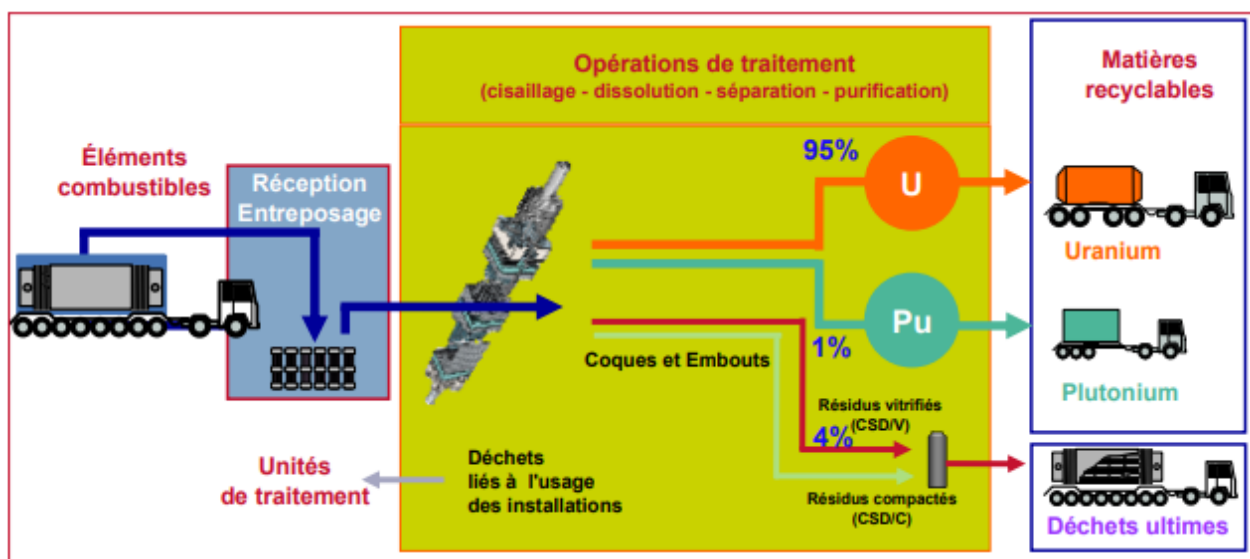 Opérations de traitement
(cisaillage - dissolution - séparation - purification)
Matières
recyclables
Éléments
combustibles
Réception
Entreposage
95%
U
Uranium
Pu
1%
Plutonium
Coques et Embouts
Résidus vitrifiés
(CSD/V)
4%
Unités
de traitement
Déchets
liés à l'usage
des installations
Résidus compactés
(CSD/C)
Déchets ultimes